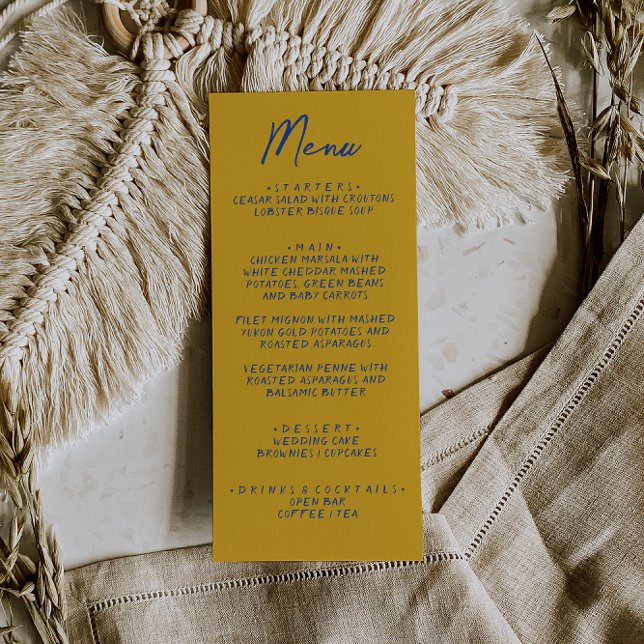 Menu
• STARTERS •
CEASAR SALAD WITH CROUTONS
LOBSTER BISQUE SOUP
• MAIN •
CHICKEN MARSALA WITH
WHITE CHEDDAR MASHED
POTATOES, GREEN BEANS
AND BABY CARROTS
FILET MIGNON WITH MASHED
YUKON GOLD POTATOES AND
ROASTED ASPARAGUS
VEGETARIAN PENNE WITH
ROASTED ASPARAGUS AND
BALSAMIC BUTTER
• DESSERT •
WEDDING CAKE
BROWNIES | CUPCAKES
• DRINKS & COCKTAILS •
OPEN BAR
COFFEE | TEA